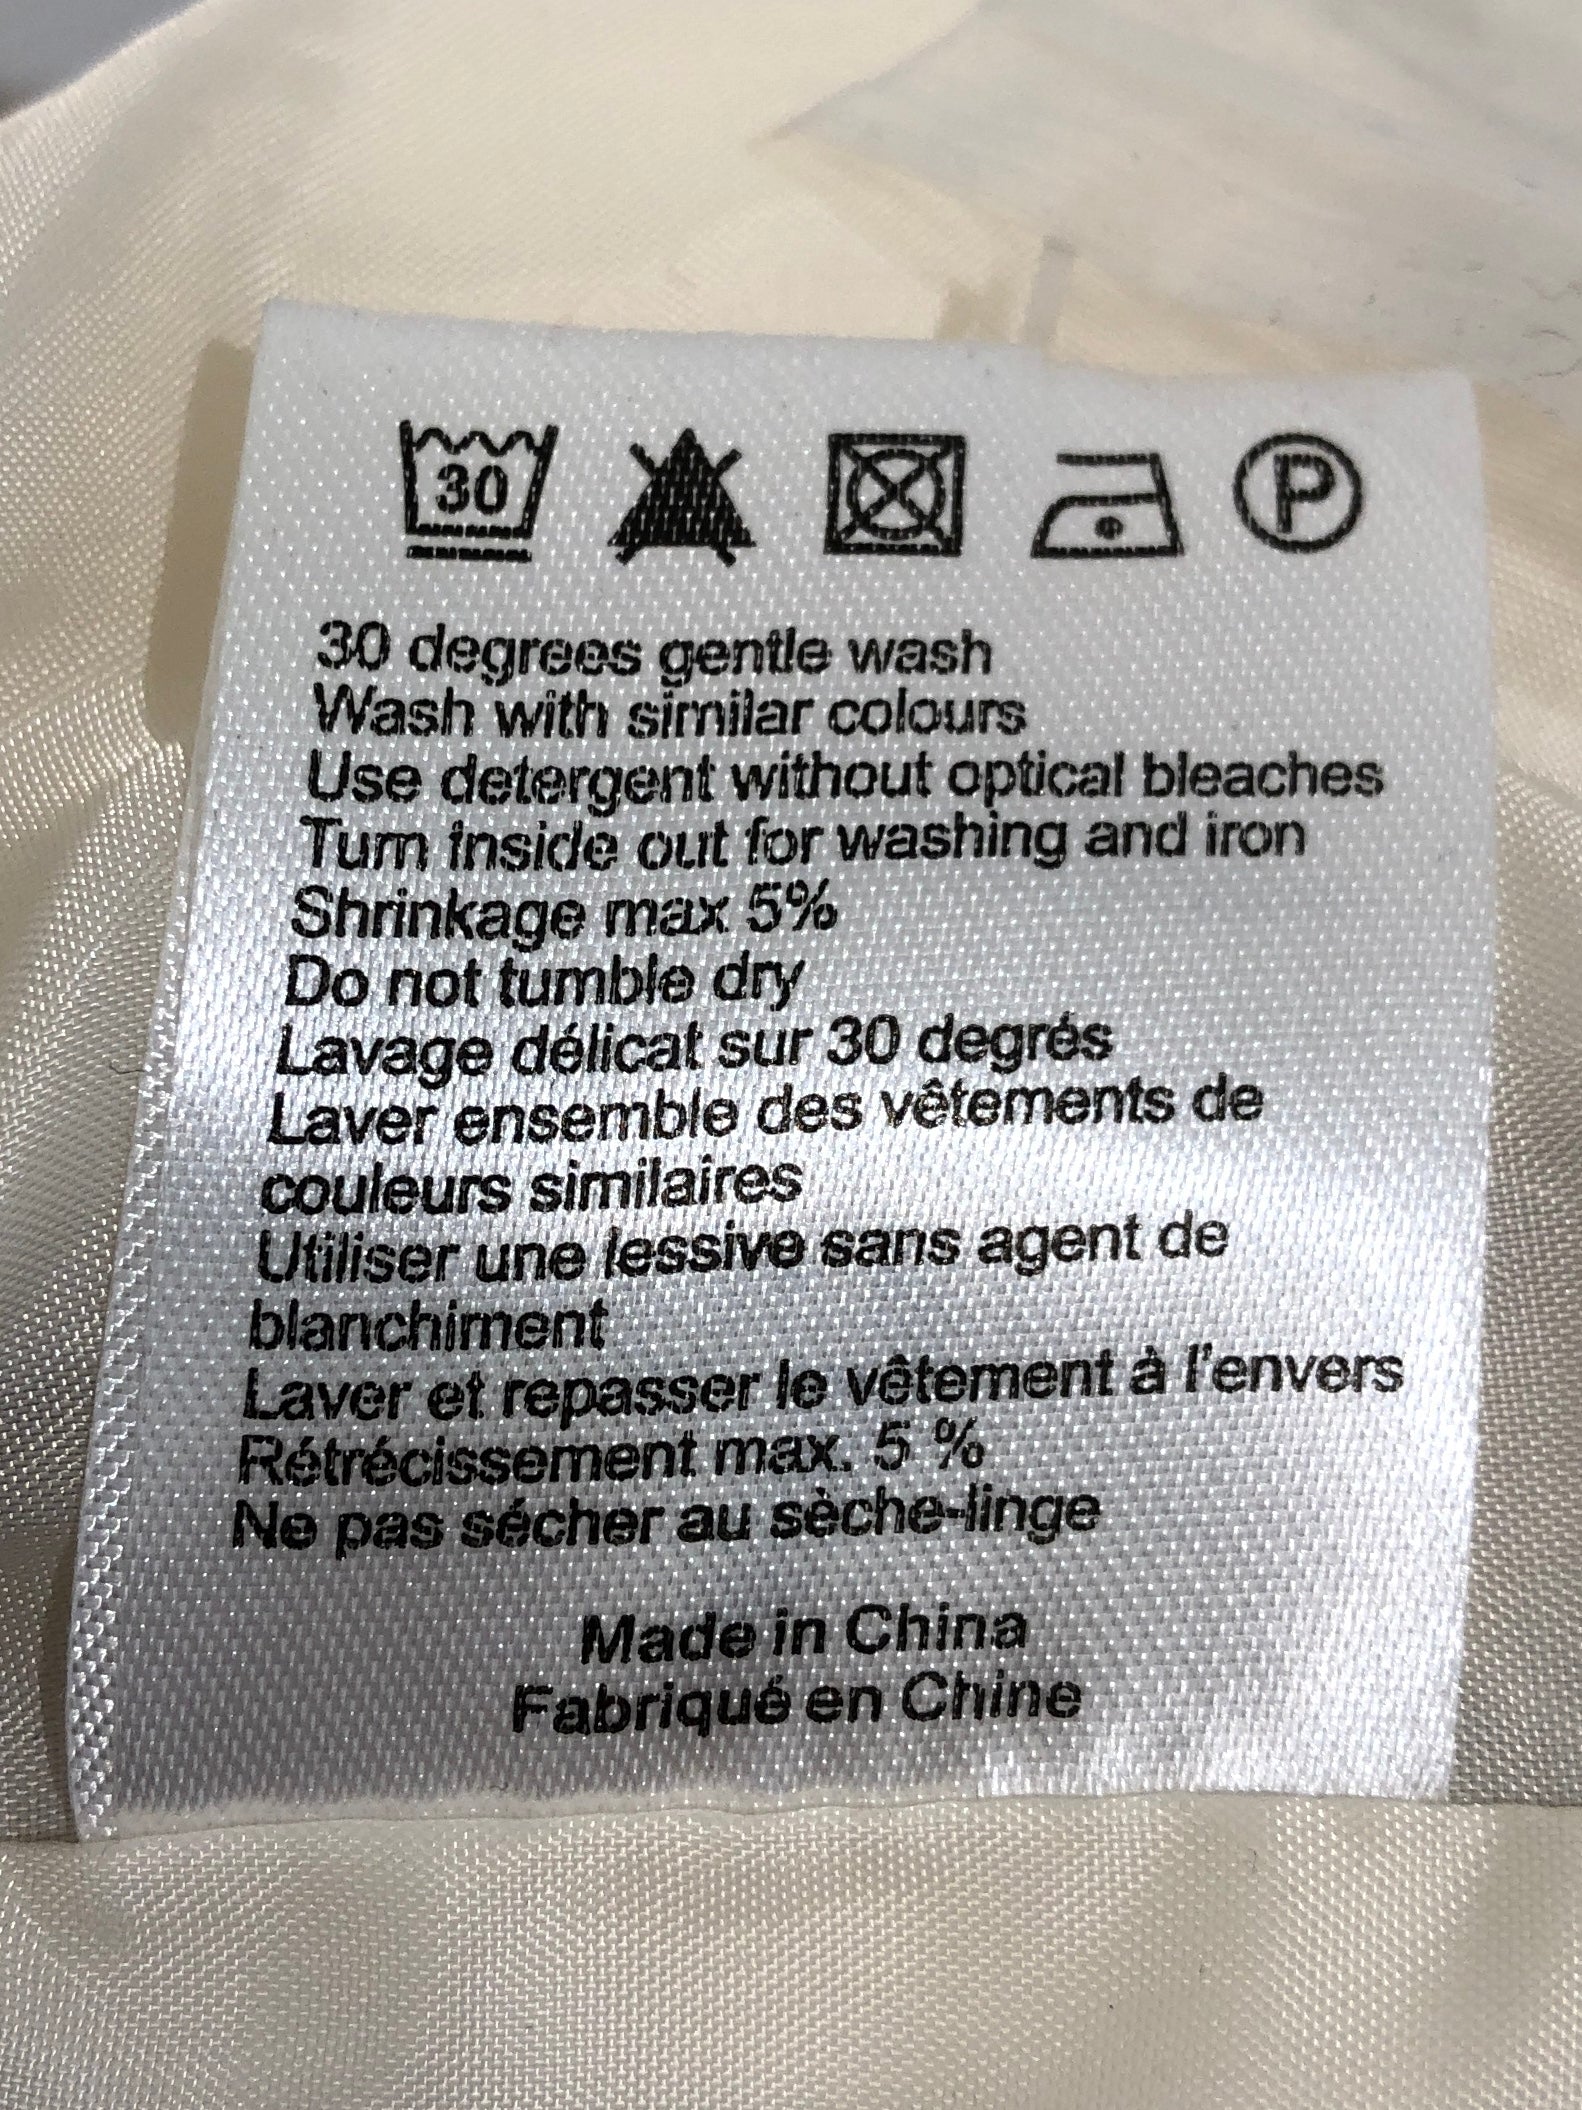 30
P
30 degrees gentle wash
Wash with similar colours
Use detergent without optical bleaches
Turn inside out for washing and iron
Shrinkage max 5%
Do not tumble dry
Lavage délicat sur 30 degrés
Laver ensemble des vêtements de
couleurs similaires
Utiliser une lessive sans agent de
blanchiment
Laver et repasser le vêtement à l'envers
Rétrécissement max. 5 %
Ne pas sécher au sèche-linge
Made in China
Fabriqué en Chine